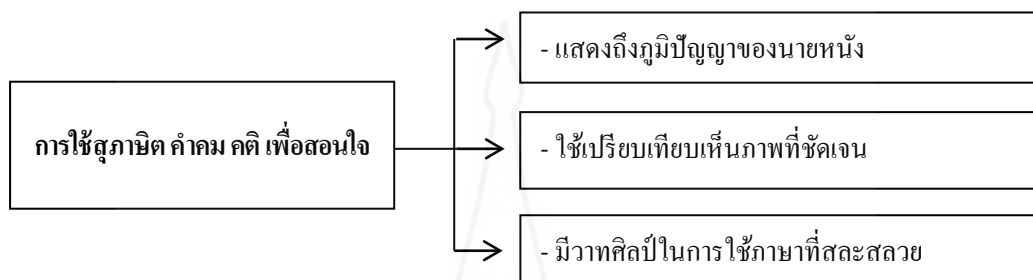 - แสดงถึงภูมิปัญญาของนายหนัง
การใช้สุภาษิต คำคม คติ เพื่อสอนใจ
- ใช้เปรียบเทียบเห็นภาพที่ชัดเจน
- มีวาทศิลป์ในการใช้ภาษาที่สละสลวย